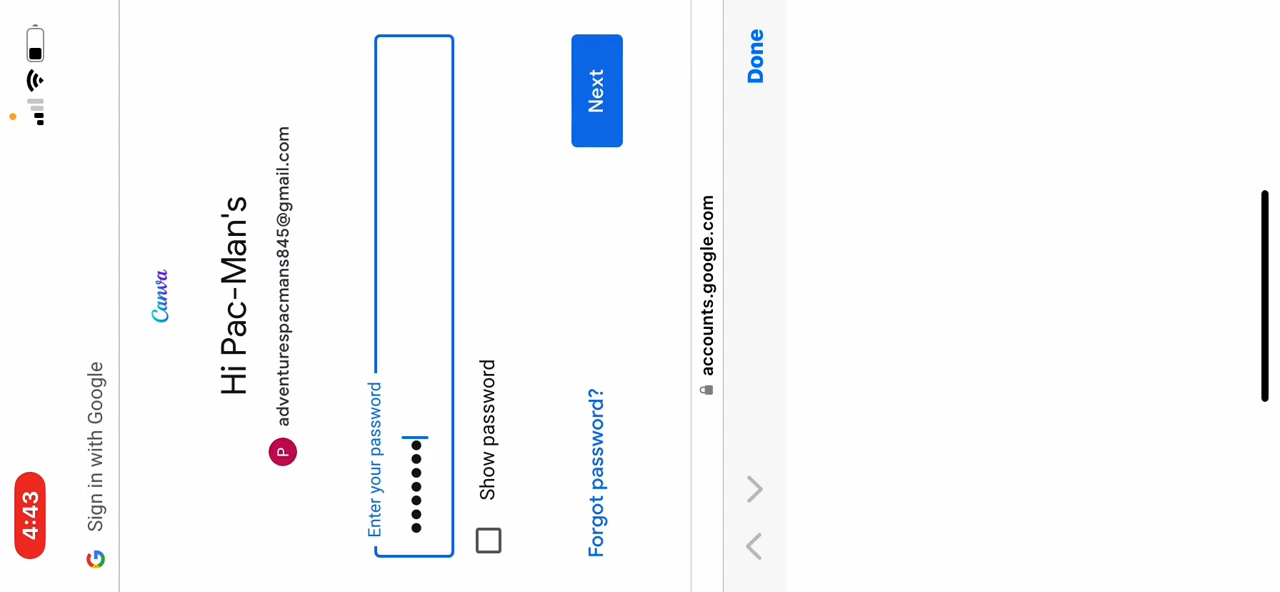 4:43
Sign in with Google
Canva
Hi Pac-Man's
P adventurespacmans845@gmail.com
Enter your password
Show password
Forgot password? Next
accounts.google.com
Done